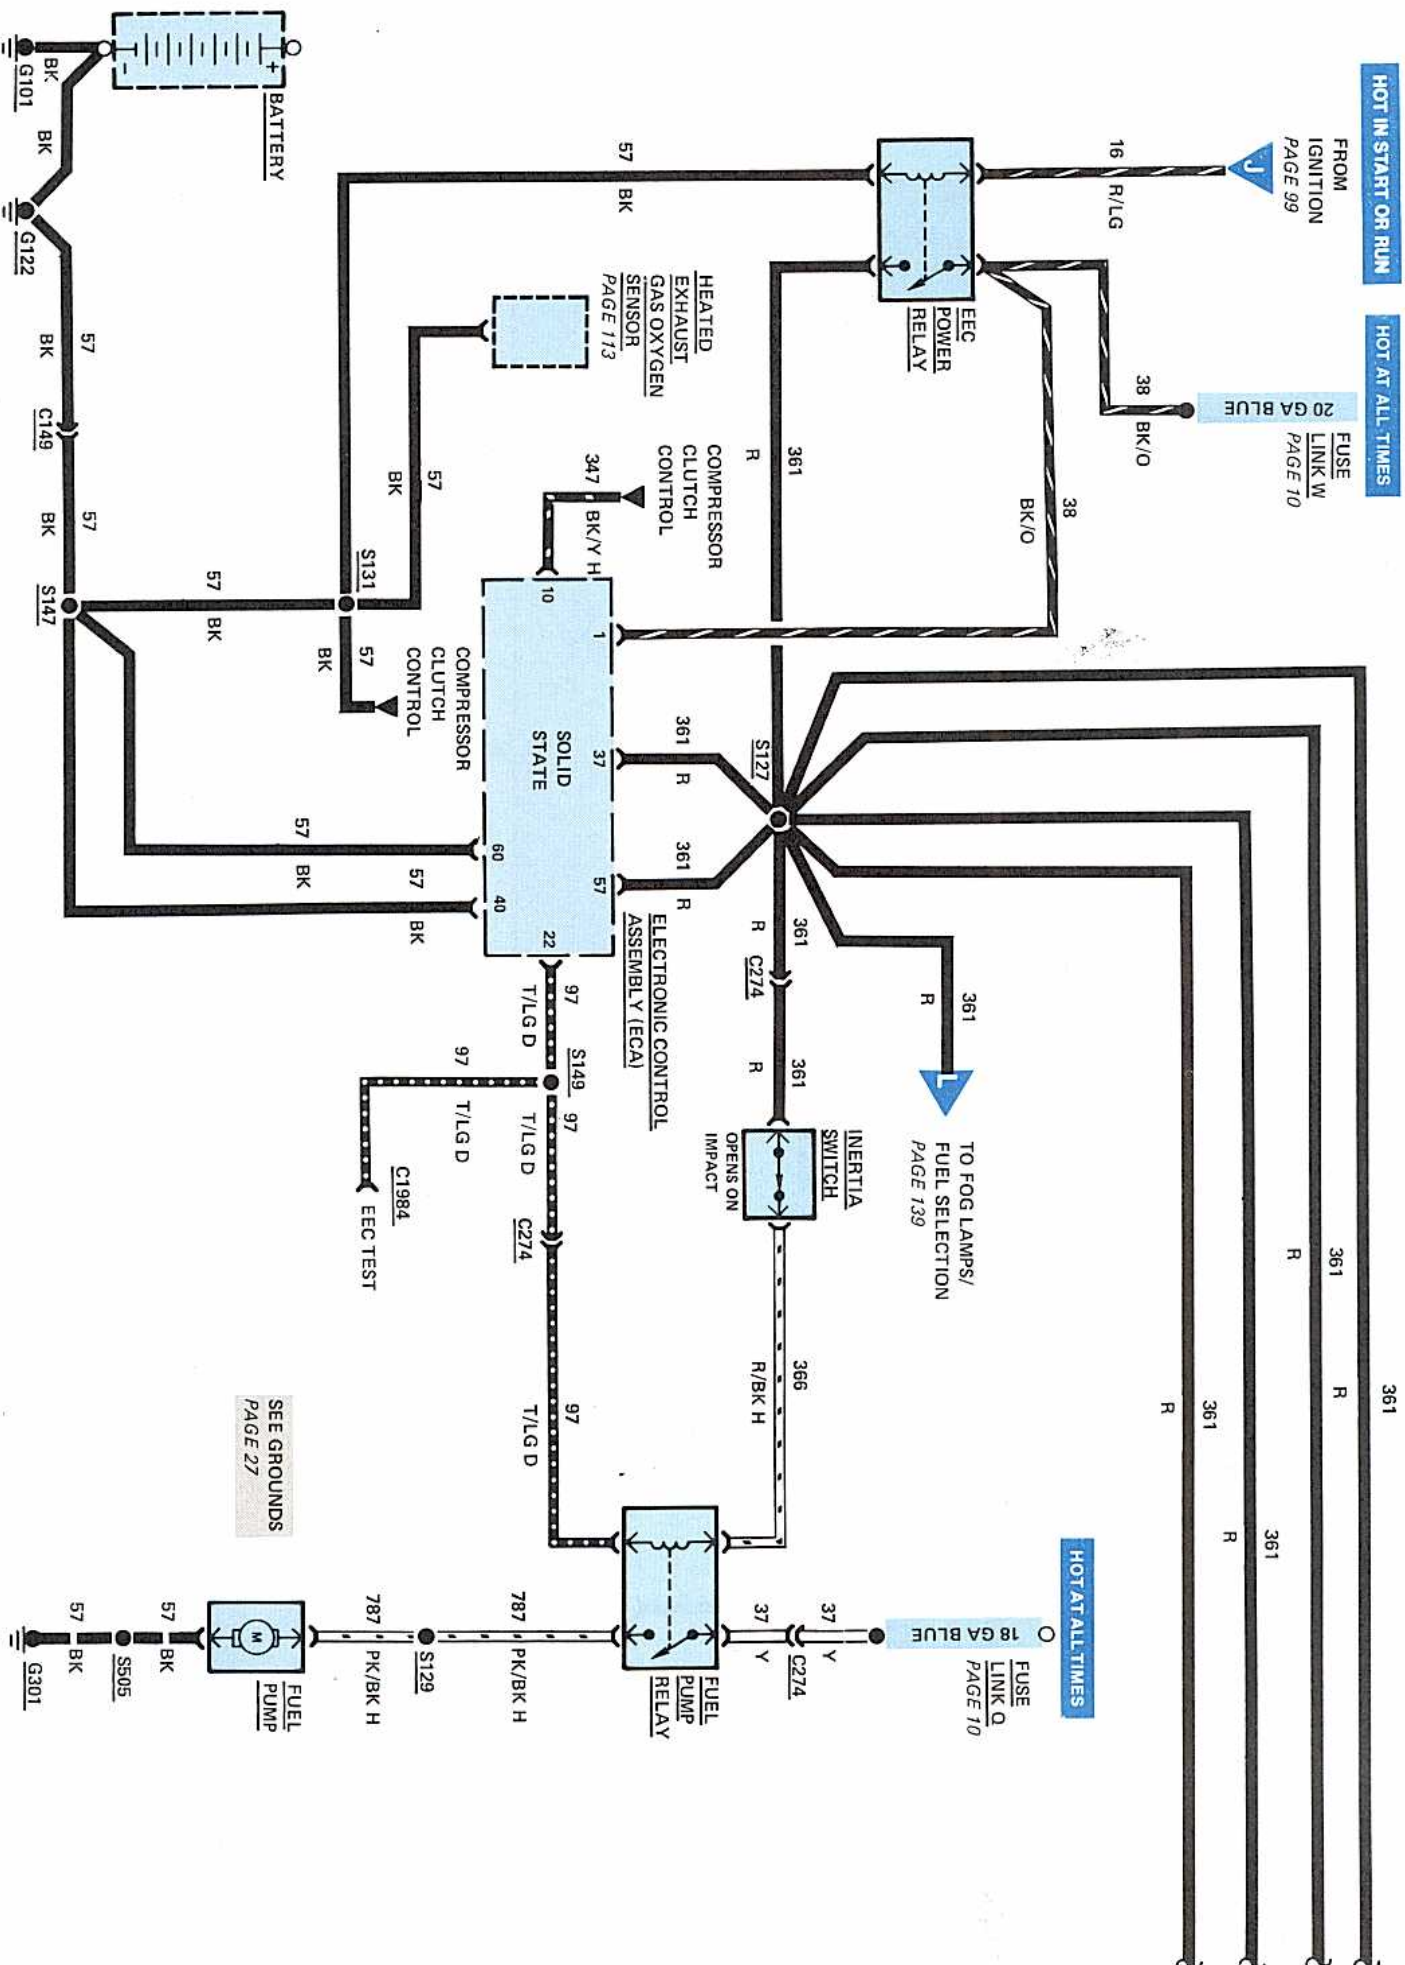 HOT IN START OR RUN
HOT AT ALL TIMES
HOT AT ALL TIMES
J
FROM
IGNITION
PAGE 99
20 GA BLUE
FUSE
LINK W
PAGE 10
18 GA BLUE
FUSE
LINK Q
PAGE 10
16
R/LG
38
BK/O
38
BK/O
EEC
POWER
RELAY
57
BK
361
R
361
R
361
R
361
R
361
R
361
R
L
TO FOG LAMPS/
FUEL SELECTION
PAGE 139
S127
361
R
C274
361
R
INERTIA
SWITCH
OPENS ON
IMPACT
366
R/BK H
37
Y
C274
37
Y
FUEL
PUMP
RELAY
361
R
361
R
HEATED
EXHAUST
GAS OXYGEN
SENSOR
PAGE 113
57
BK
COMPRESSOR
CLUTCH
CONTROL
347
BK/Y H
10
1
37
57
SOLID
STATE
60
40
22
ELECTRONIC CONTROL
ASSEMBLY (ECA)
97
T/LG D
S149
97
T/LG D
C274
97
T/LG D
97
T/LG D
C1984
EEC TEST
787
PK/BK H
S129
787
PK/BK H
FUEL
PUMP
M
57
BK
S505
57
BK
G301
SEE GROUNDS
PAGE 27
S131
57
BK
COMPRESSOR
CLUTCH
CONTROL
57
BK
57
BK
57
BK
BATTERY
+
-
BK
G101
BK
G122
57
BK
C149
57
BK
S147